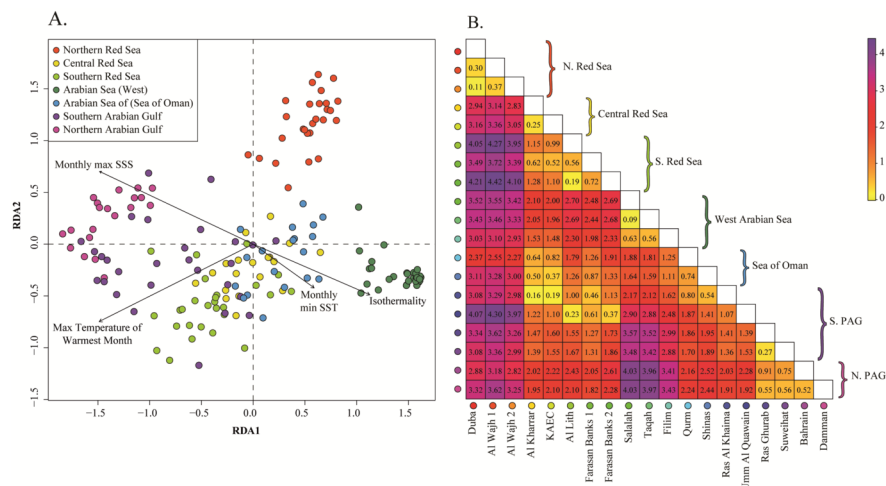 A.
Northern Red Sea
Central Red Sea
Southern Red Sea
Arabian Sea (West)
Arabian Sea of (Sea of Oman)
Southern Arabian Gulf
Northern Arabian Gulf
Monthly max SSS
Max Temperature of
Warmest Month
Monthly
min SST
Isothermality
RDA2
1.5
1.0
0.5
0.0
−0.5
−1.0
−1.5
−1.5
−1.0
−0.5
0.0
0.5
1.0
1.5
RDA1
B.
0.30
0.11 0.37
2.94 3.14 2.83
3.16 3.36 3.05 0.25
4.05 4.27 3.95 1.15 0.99
3.49 3.72 3.39 0.62 0.52 0.56
4.21 4.42 4.10 1.28 1.10 0.19 0.72
3.52 3.55 3.42 2.10 2.00 2.70 2.48 2.69
3.43 3.46 3.33 2.05 1.96 2.69 2.44 2.68 0.09
3.03 3.10 2.93 1.53 1.48 2.30 1.98 2.33 0.63 0.56
2.37 2.55 2.27 0.64 0.82 1.79 1.26 1.91 1.88 1.81 1.25
3.11 3.28 3.00 0.50 0.37 1.26 0.87 1.33 1.64 1.59 1.11 0.74
3.08 3.29 2.98 0.16 0.19 1.00 0.46 1.13 2.17 2.12 1.62 0.80 0.54
4.07 4.30 3.97 1.22 1.10 0.23 0.61 0.37 2.90 2.88 2.48 1.87 1.41 1.07
3.34 3.62 3.26 1.47 1.60 1.55 1.27 1.73 3.57 3.52 2.99 1.86 1.95 1.41 1.39
3.08 3.36 2.99 1.39 1.55 1.67 1.31 1.86 3.48 3.42 2.88 1.70 1.89 1.36 1.53 0.27
2.88 3.18 2.82 2.02 2.22 2.43 2.05 2.61 4.03 3.96 3.41 2.16 2.52 2.03 2.28 0.91 0.75
3.32 3.62 3.25 1.95 2.10 2.10 1.82 2.28 4.03 3.97 3.43 2.24 2.44 1.91 1.92 0.55 0.56 0.52
N. Red Sea
Central Red Sea
S. Red Sea
West Arabian Sea
Sea of Oman
S. PAG
N. PAG
Duba
Al Wajh 1
Al Wajh 2
Al Kharrar
KAEC
Al Lith
Farasan Banks 1
Farasan Banks 2
Salalah
Taqah
Filim
Qurm
Shinas
Ras Al Khaima
Umm Al Quawain
Ras Ghurab
Suweihat
Bahrain
Damman
4
3
2
1
0